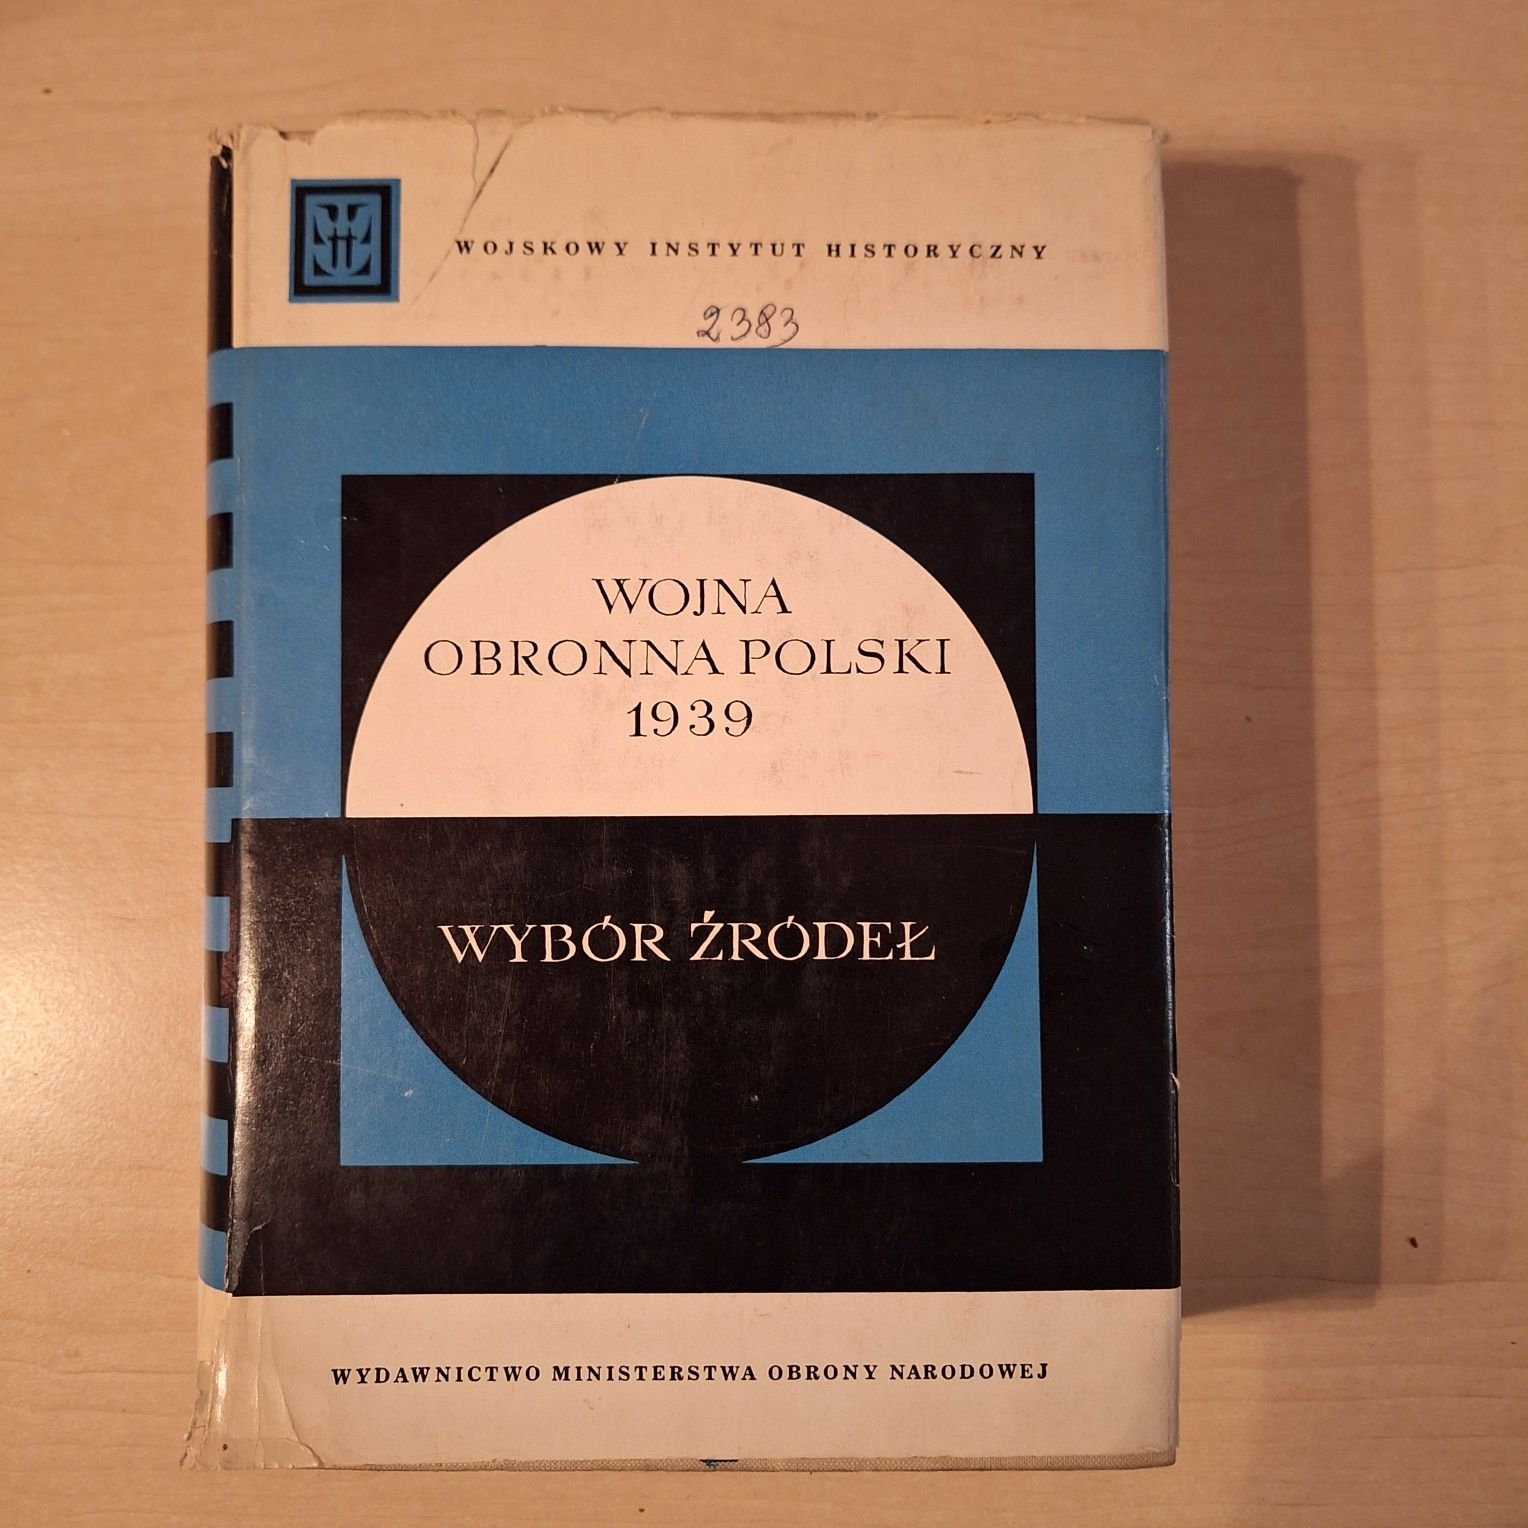 WOJSKOWY INSTYTUT HISTORYCZNY
2383
WOJNA
OBRONNA POLSKI
1939
WYBÓR ŹRÓDEŁ
WYDAWNICTWO MINISTERSTWA OBRONY NARODOWEJ